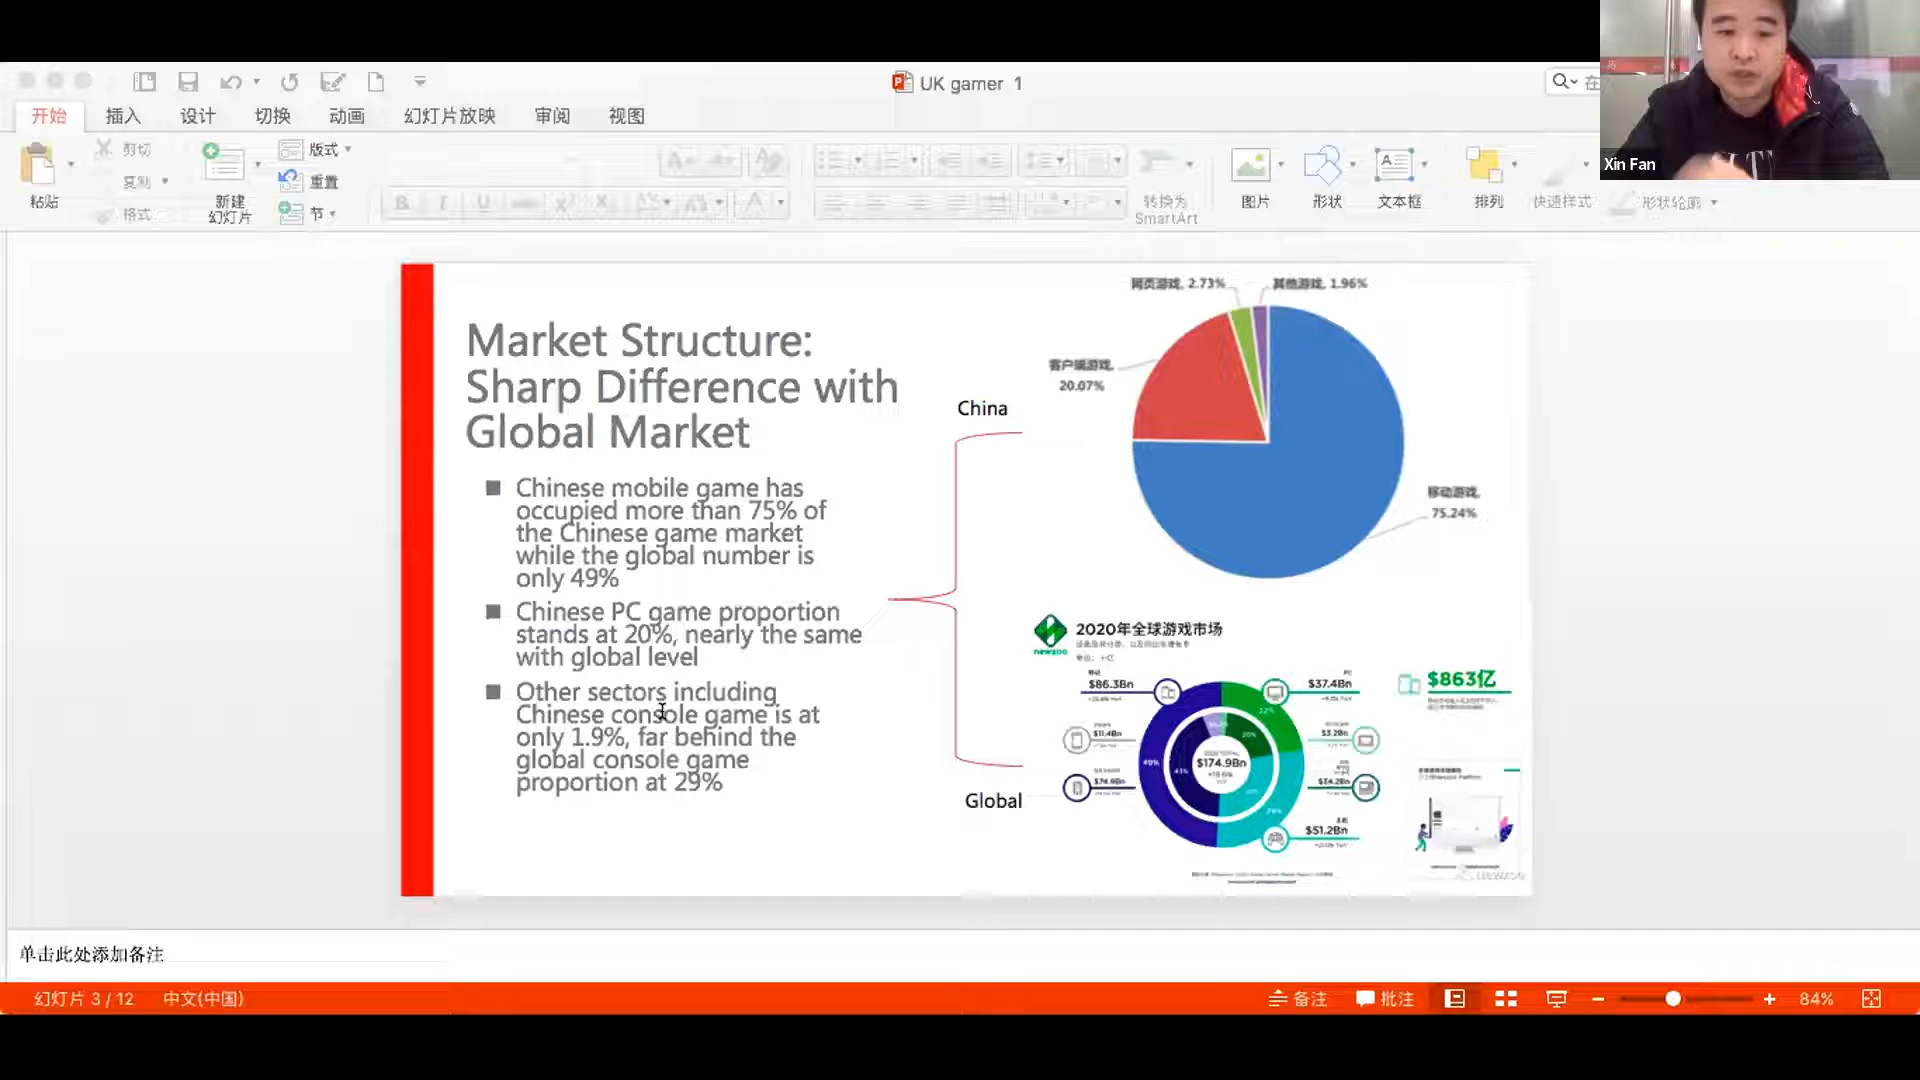 UK gamer 1
在
开始
插入
设计
切换
动画
幻灯片放映
审阅
视图
Xin Fan
粘贴
剪切
复制
格式
新建
幻灯片
版式
重置
节
转换为
SmartArt
图片
形状
文本框
排列
快速样式
形状轮廓
Market Structure:
Sharp Difference with
Global Market
Chinese mobile game has
occupied more than 75% of
the Chinese game market
while the global number is
only 49%
Chinese PC game proportion
stands at 20%, nearly the same
with global level
Other sectors including
Chinese console game is at
only 1.9%, far behind the
global console game
proportion at 29%
China
Global
网页游戏, 2.73%
其他游戏, 1.96%
客户端游戏,
20.07%
移动游戏,
75.24%
newzoo
2020年全球游戏市场
$86.3Bn
PC
$37.4Bn
$11.4Bn
$3.2Bn
$74.9Bn
$34.2Bn
$51.2Bn
49%
43%
22%
20%
29%
$174.9Bn
$863亿
单击此处添加备注
幻灯片 3 / 12
中文(中国)
备注
批注
84%